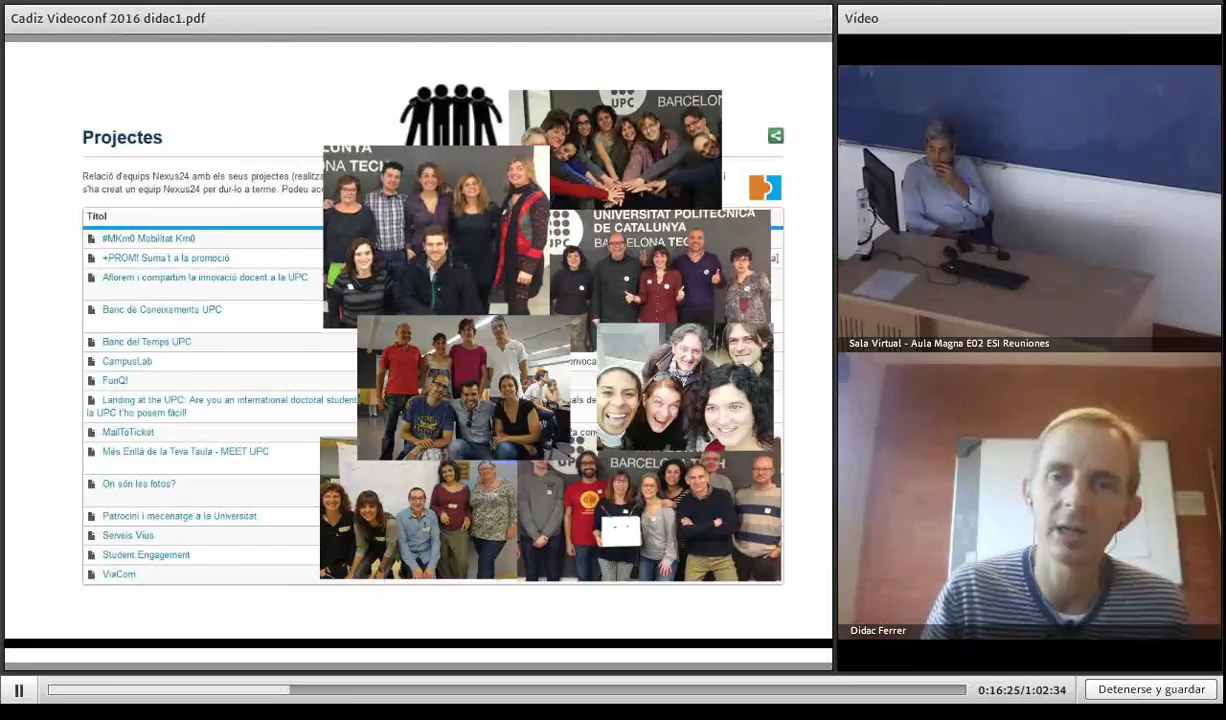 Cadiz Videoconf 2016 didac1.pdf
Vídeo
UPC
BARCELON
Projectes
LUNYA
NA TECH
Relació d'equips Nexus24 amb els seus projectes (realitza
s'ha creat un equip Nexus24 per dur-lo a terme. Podeu acc
Títol
UNIVERSITAT POLITÈCNICA
DE CATALUNYA
BARCELONA TEC
UPC
#MKm0 Mobilitat Km0
+PROM! Suma't a la promoció
Aflorem i compartim la innovació docent a la UPC
Banc de Coneixements UPC
Banc del Temps UPC
CampusLab
FunQ!
Landing at the UPC: Are you an international doctoral student
la UPC t'ho posem fàcil!
MailToTicket
Més Enllà de la Teva Taula - MEET UPC
On són les fotos?
Patrocini i mecenatge a la Universitat
Serveis Vius
Student Engagement
ViaCom
BARCELONA TECH
Sala Virtual - Aula Magna E02 ESI Reuniones
Didac Ferrer
0:16:25/1:02:34
Detenerse y guardar